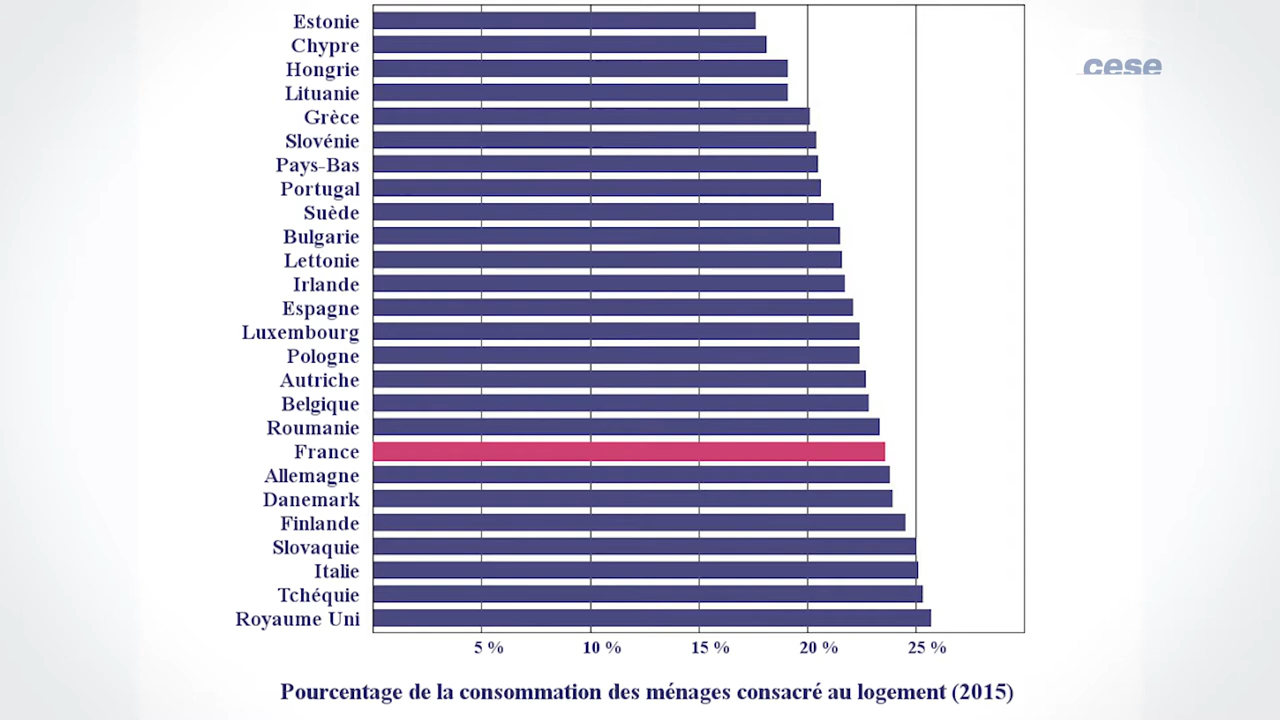 Estonie
Chypre
Hongrie
Lituanie
Grèce
Slovénie
Pays-Bas
Portugal
Suède
Bulgarie
Lettonie
Irlande
Espagne
Luxembourg
Pologne
Autriche
Belgique
Roumanie
France
Allemagne
Danemark
Finlande
Slovaquie
Italie
Tchéquie
Royaume Uni
5 % 10 % 15 % 20 % 25 %
Pourcentage de la consommation des ménages consacré au logement (2015)
cese